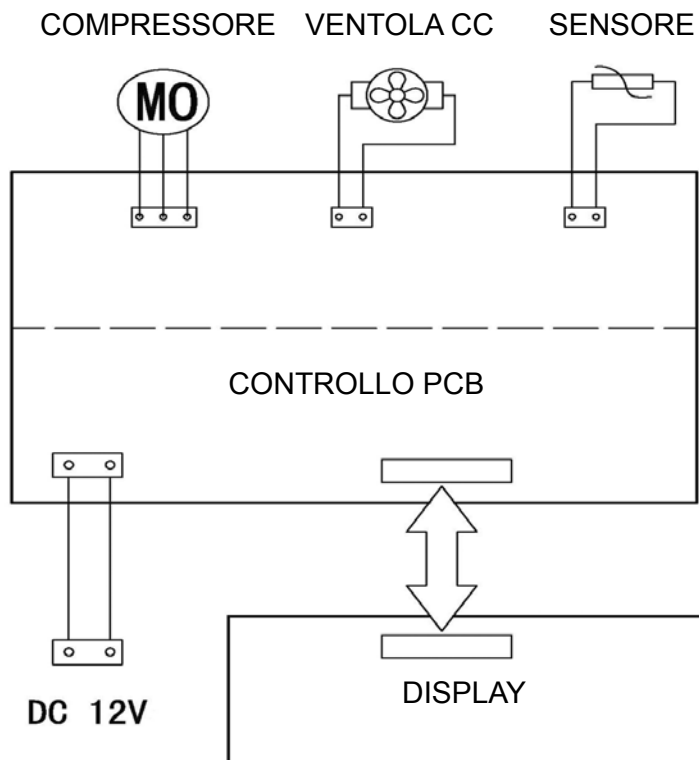 COMPRESSORE VENTOLA CC SENSORE
MO
CONTROLLO PCB
DISPLAY
DC 12V